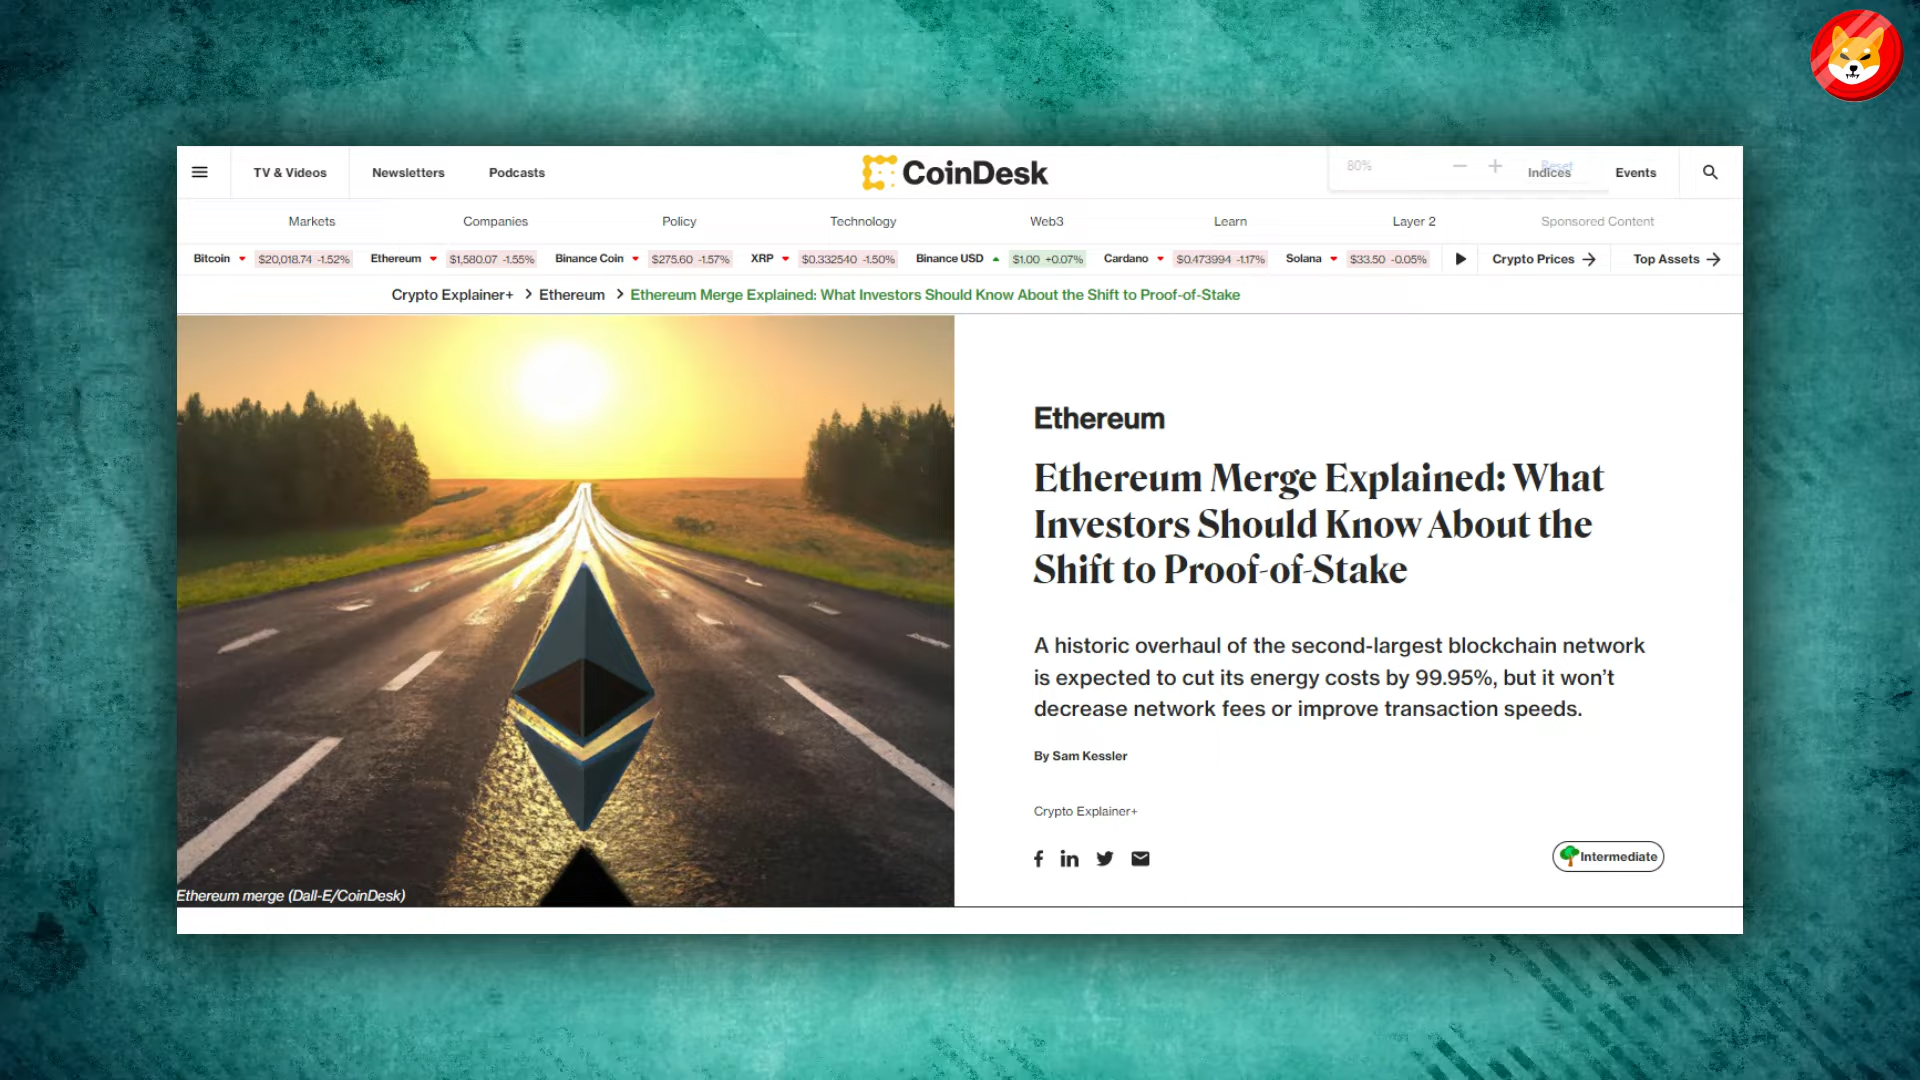 TV & Videos Newsletters Podcasts CoinDesk 80% Reset Indices Events
Markets Companies Policy Technology Web3 Learn Layer 2 Sponsored Content
Bitcoin $20,018.74 -1.52% Ethereum $1,580.07 -1.55% Binance Coin $275.60 -1.57% XRP $0.332540 -1.50% Binance USD $1.00 +0.07% Cardano $0.473994 -1.17% Solana $33.50 -0.05% Crypto Prices Top Assets
Crypto Explainer+ Ethereum Ethereum Merge Explained: What Investors Should Know About the Shift to Proof-of-Stake
Ethereum
Ethereum Merge Explained: What
Investors Should Know About the
Shift to Proof-of-Stake
A historic overhaul of the second-largest blockchain network
is expected to cut its energy costs by 99.95%, but it won't
decrease network fees or improve transaction speeds.
By Sam Kessler
Crypto Explainer+
Intermediate
Ethereum merge (Dall-E/CoinDesk)